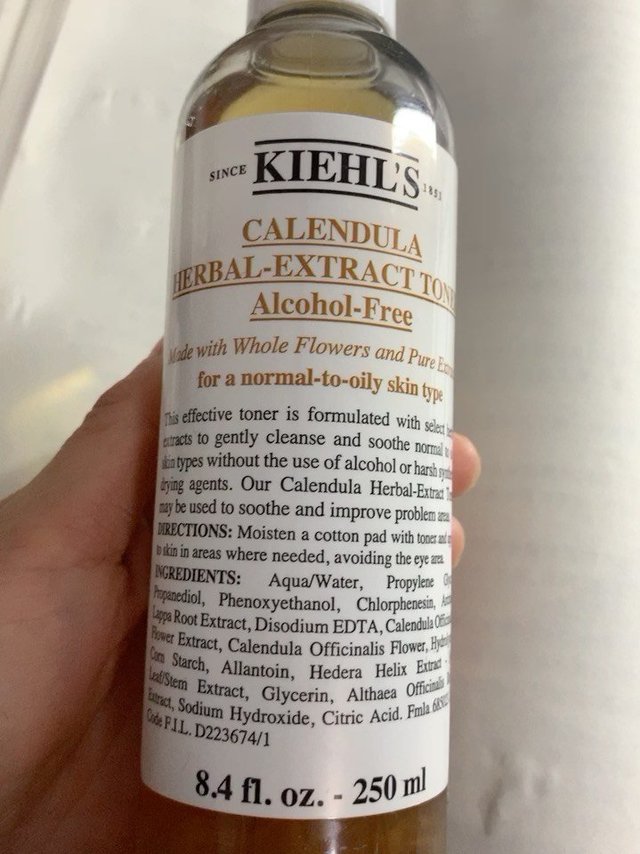 SINCE KIEHL'S 1851
CALENDULA
HERBAL-EXTRACT
Alcohol-Free
Made with Whole Flowers and Pure
for a normal-to-oily skin type
This effective toner is formulated with select
extracts to gently cleanse and soothe normal
skin types without the use of alcohol or harsh
drying agents. Our Calendula Herbal-Extract
may be used to soothe and improve problem
DIRECTIONS: Moisten a cotton pad with toner and
to skin in areas where needed, avoiding the eye area.
INGREDIENTS: Aqua/Water, Propylene
Propanediol, Phenoxyethanol, Chlorphenesin,
Lappa Root Extract, Disodium EDTA, Calendula
Flower Extract, Calendula Officinalis Flower,
Corn Starch, Allantoin, Hedera Helix Extract
Leaf/Stem Extract, Glycerin, Althaea Officinalis
Extract, Sodium Hydroxide, Citric Acid. Fmla
Code F.I.L. D223674/1
8.4 fl. oz. - 250 ml